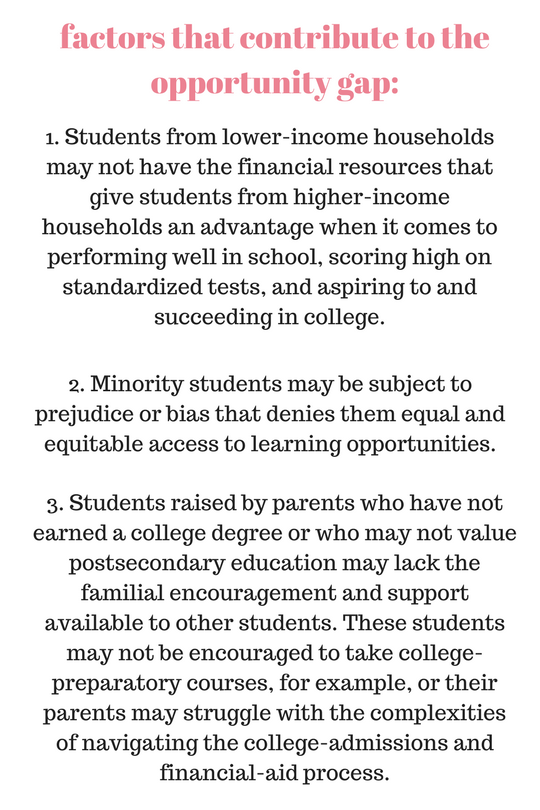 factors that contribute to the
opportunity gap:
1. Students from lower-income households
may not have the financial resources that
give students from higher-income
households an advantage when it comes to
performing well in school, scoring high on
standardized tests, and aspiring to and
succeeding in college.
2. Minority students may be subject to
prejudice or bias that denies them equal and
equitable access to learning opportunities.
3. Students raised by parents who have not
earned a college degree or who may not value
postsecondary education may lack the
familial encouragement and support
available to other students. These students
may not be encouraged to take college-
preparatory courses, for example, or their
parents may struggle with the complexities
of navigating the college-admissions and
financial-aid process.